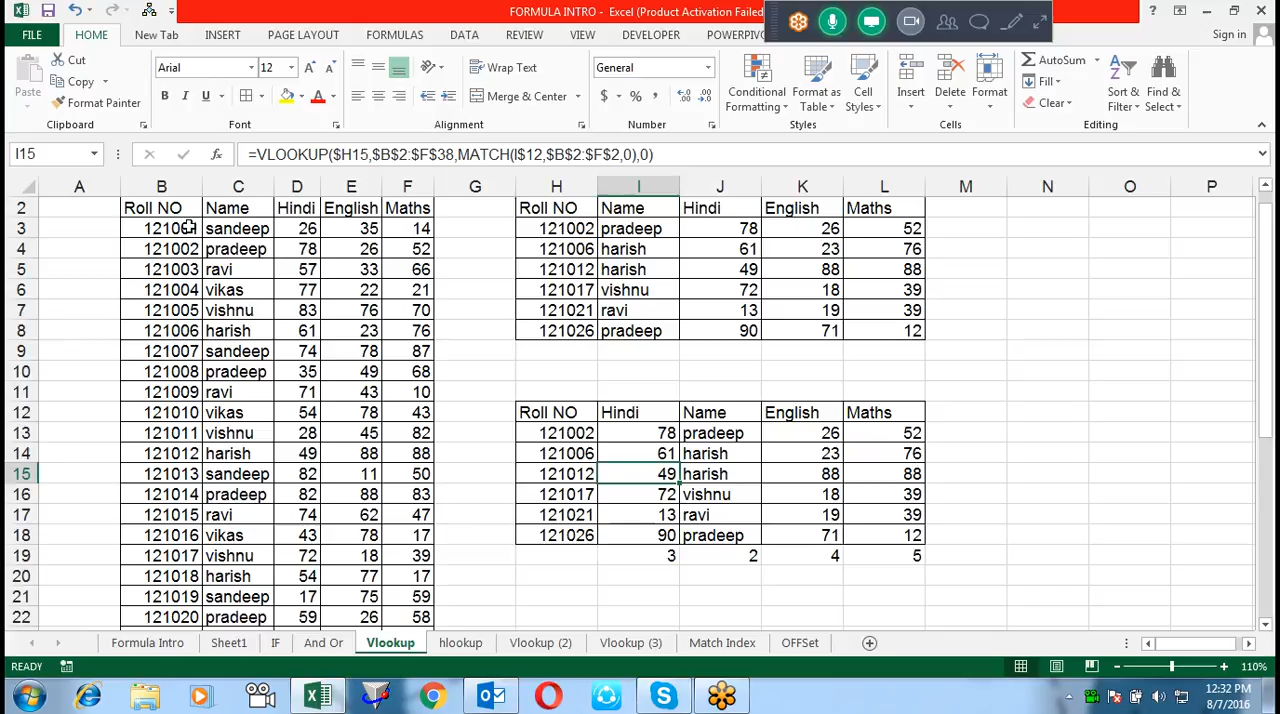 FORMULA INTRO - Excel (Product Activation Failed
Sign in
FILE HOME New Tab INSERT PAGE LAYOUT FORMULAS DATA REVIEW VIEW DEVELOPER POWERPIVOT
Paste Cut Copy Format Painter
Arial 12 A A
B I U A
Wrap Text
Merge & Center
General
$ % ,
Conditional Formatting Format as Table Cell Styles
Insert Delete Format
AutoSum Fill Clear
Sort & Filter Find & Select
Clipboard Font Alignment Number Styles Cells Editing
I15 fx =VLOOKUP($H15,$B$2:$F$38,MATCH(I$12,$B$2:$F$2,0),0)
A B C D E F G H I J K L M N O P
2 Roll NO Name Hindi English Maths Roll NO Name Hindi English Maths
3 121001 sandeep 26 35 14 121002 pradeep 78 26 52
4 121002 pradeep 78 26 52 121006 harish 61 23 76
5 121003 ravi 57 33 66 121012 harish 49 88 88
6 121004 vikas 77 22 21 121017 vishnu 72 18 39
7 121005 vishnu 83 76 70 121021 ravi 13 19 39
8 121006 harish 61 23 76 121026 pradeep 90 71 12
9 121007 sandeep 74 78 87
10 121008 pradeep 35 49 68
11 121009 ravi 71 43 10
12 121010 vikas 54 78 43 Roll NO Hindi Name English Maths
13 121011 vishnu 28 45 82 121002 78 pradeep 26 52
14 121012 harish 49 88 88 121006 61 harish 23 76
15 121013 sandeep 82 11 50 121012 49 harish 88 88
16 121014 pradeep 82 88 83 121017 72 vishnu 18 39
17 121015 ravi 74 62 47 121021 13 ravi 19 39
18 121016 vikas 43 78 17 121026 90 pradeep 71 12
19 121017 vishnu 72 18 39 3 2 4 5
20 121018 harish 54 77 17
21 121019 sandeep 17 75 59
22 121020 pradeep 59 26 58
Formula Intro Sheet1 IF And Or Vlookup hlookup Vlookup (2) Vlookup (3) Match Index OFFSet
READY 110%
12:32 PM
8/7/2016